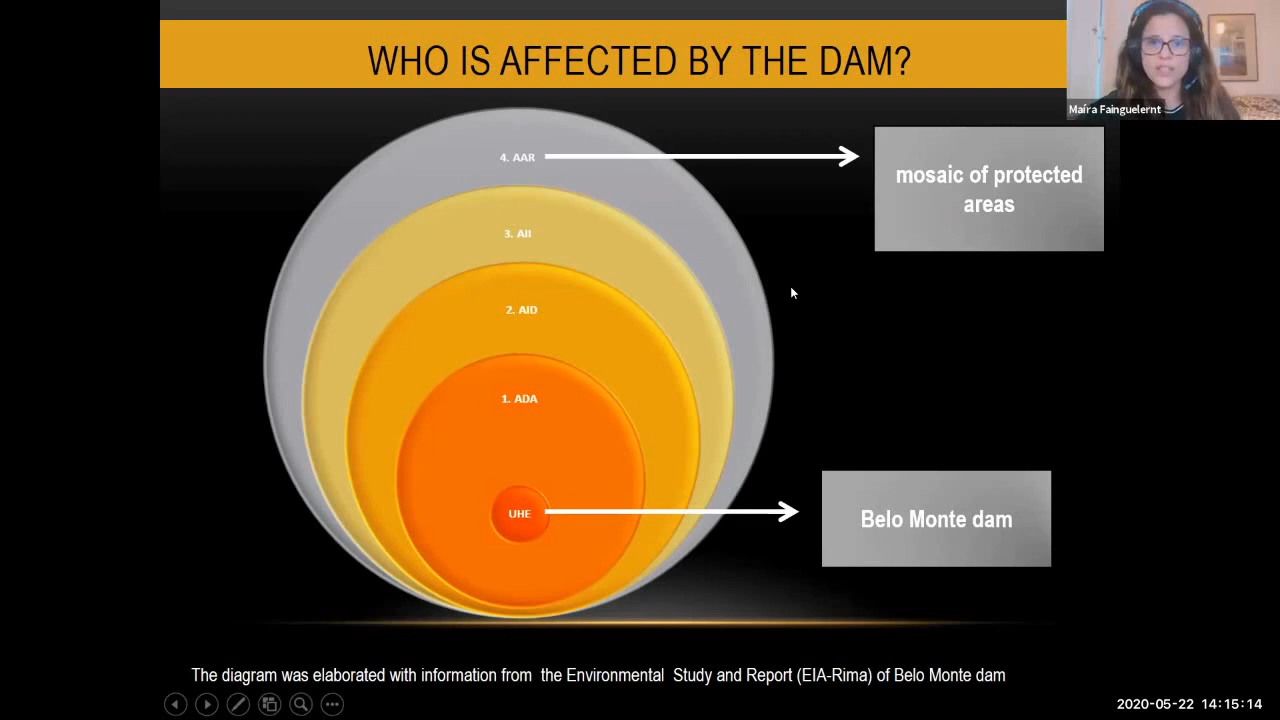 WHO IS AFFECTED BY THE DAM?
Maíra Fainguelernt
4. AAR
mosaic of protected
areas
3. AII
2. AID
1. ADA
UHE
Belo Monte dam
The diagram was elaborated with information from the Environmental Study and Report (EIA-Rima) of Belo Monte dam
2020-05-22 14:15:14